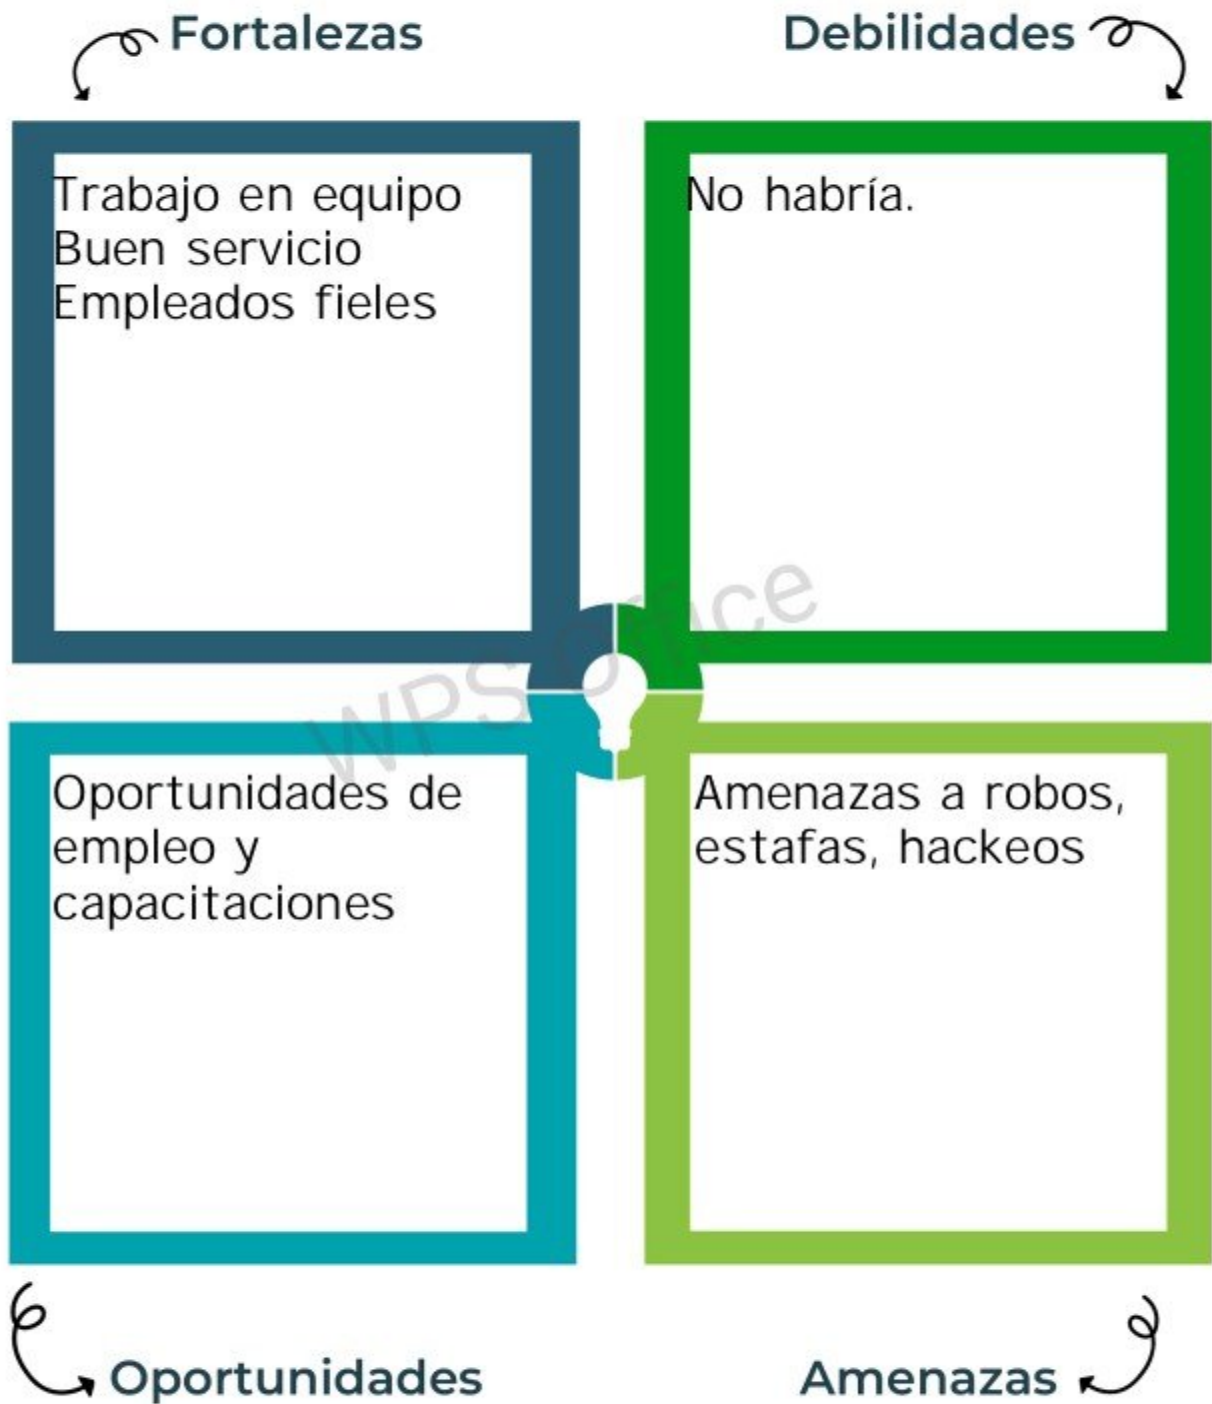 Fortalezas
Debilidades
Trabajo en equipo
Buen servicio
Empleados fieles
No habría.
WPS Office
Oportunidades de
empleo y
capacitaciones
Amenazas a robos,
estafas, hackeos
Oportunidades
Amenazas